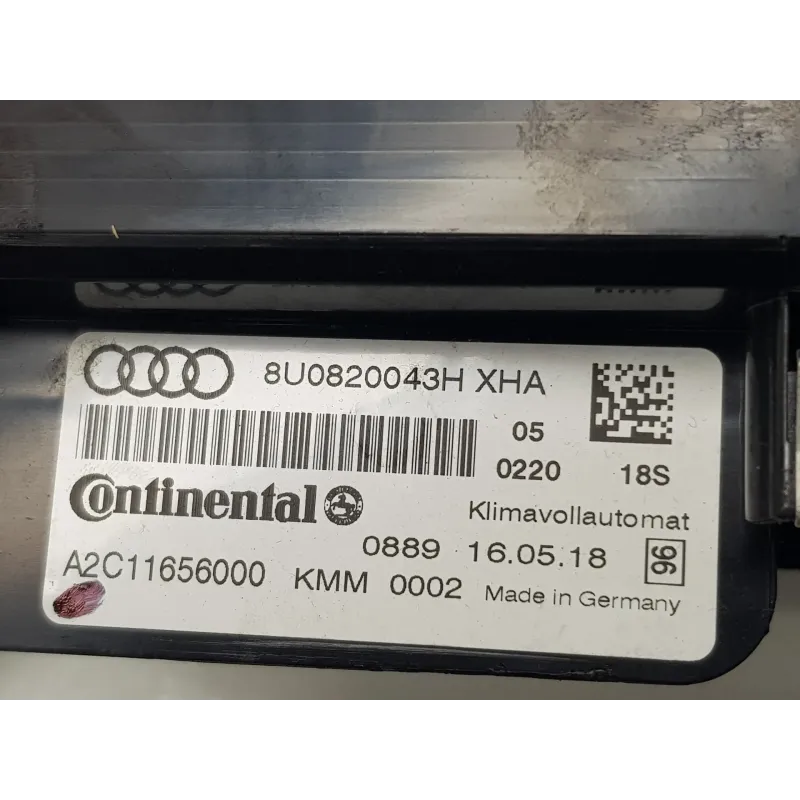 8U0820043H XHA
05
0220 18S
Continental
Klimavollautomat
0889 16.05.18 96
A2C11656000 KMM 0002 Made in Germany